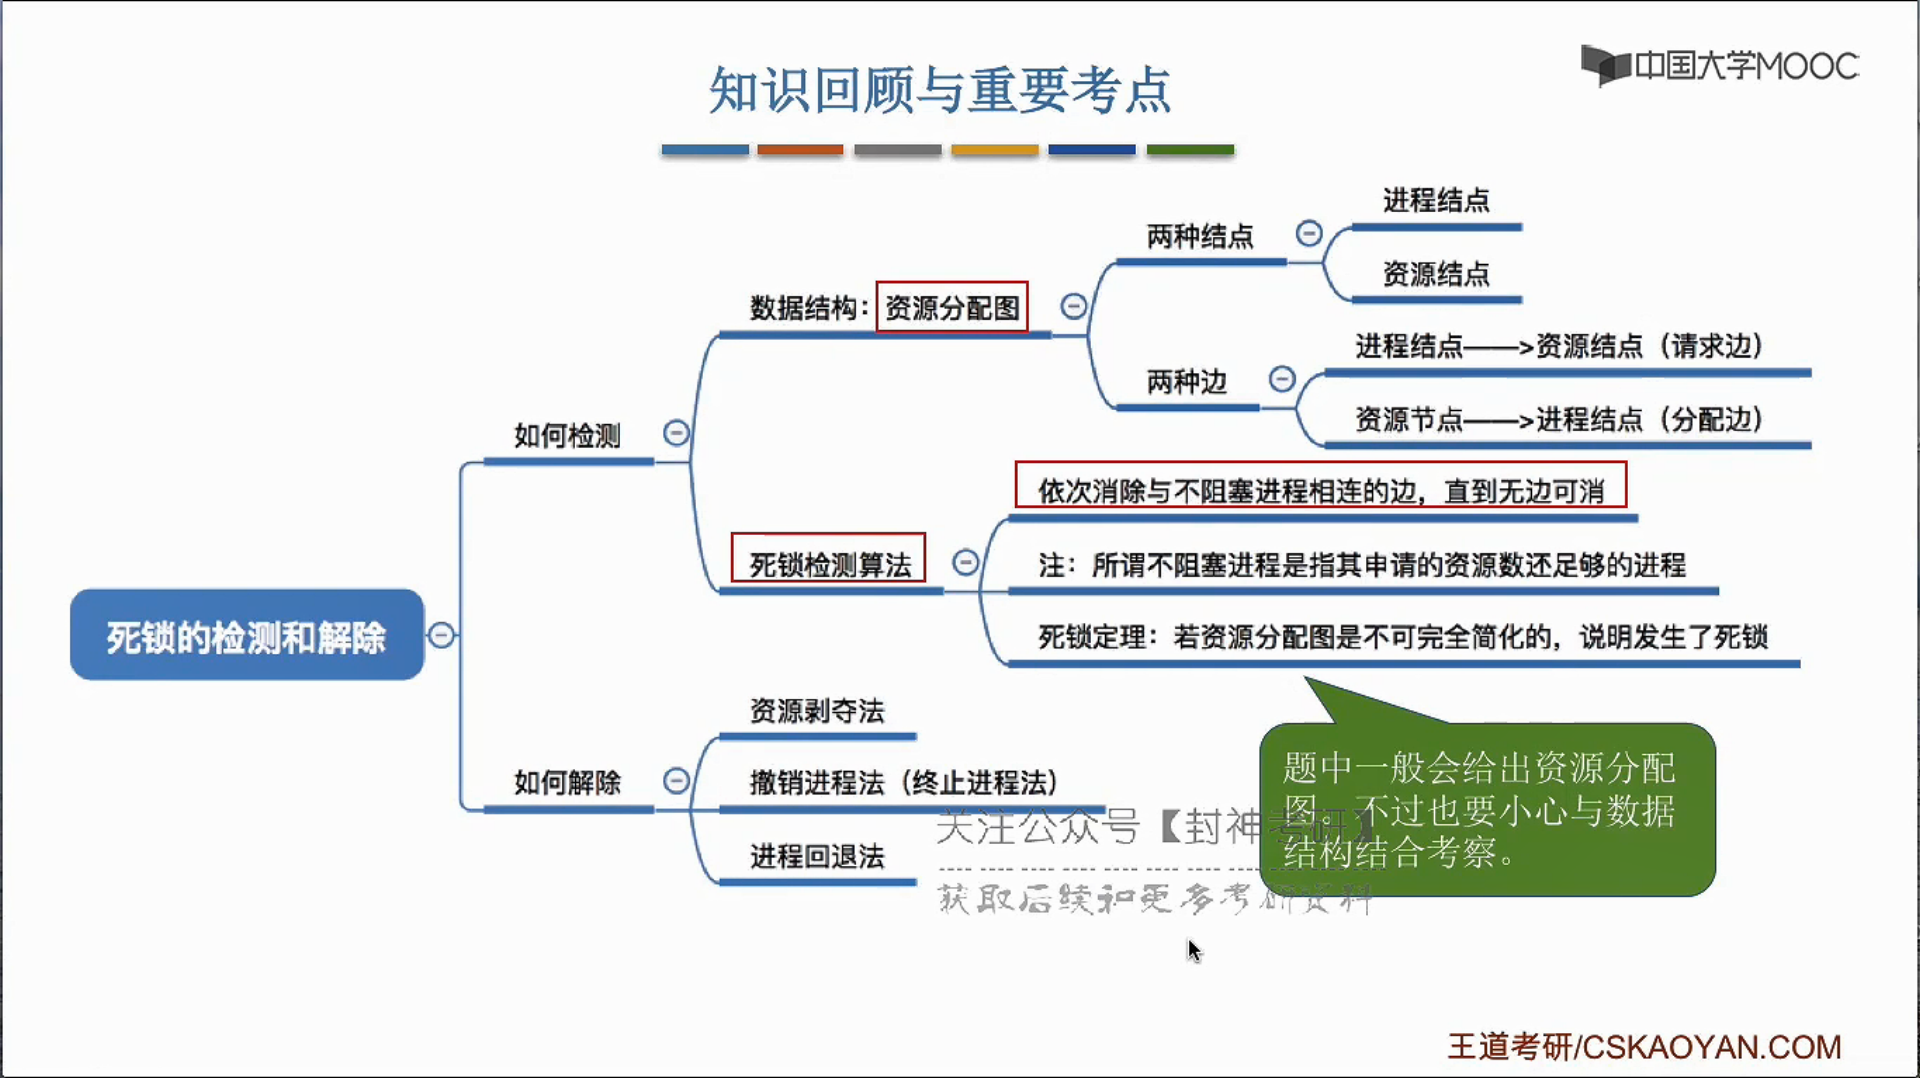 知识回顾与重要考点
中国大学MOOC
进程结点
两种结点
资源结点
数据结构：资源分配图
进程结点——>资源结点（请求边）
两种边
资源节点——>进程结点（分配边）
如何检测
依次消除与不阻塞进程相连的边，直到无边可消
死锁检测算法
注：所谓不阻塞进程是指其申请的资源数还足够的进程
死锁定理：若资源分配图是不可完全简化的，说明发生了死锁
死锁的检测和解除
资源剥夺法
如何解除
撤销进程法（终止进程法）
进程回退法
题中一般会给出资源分配
图。不过也要小心与数据
结构结合考察。
关注公众号【封神考研】
获取后续和更多考研资料
王道考研/CSKAOYAN.COM